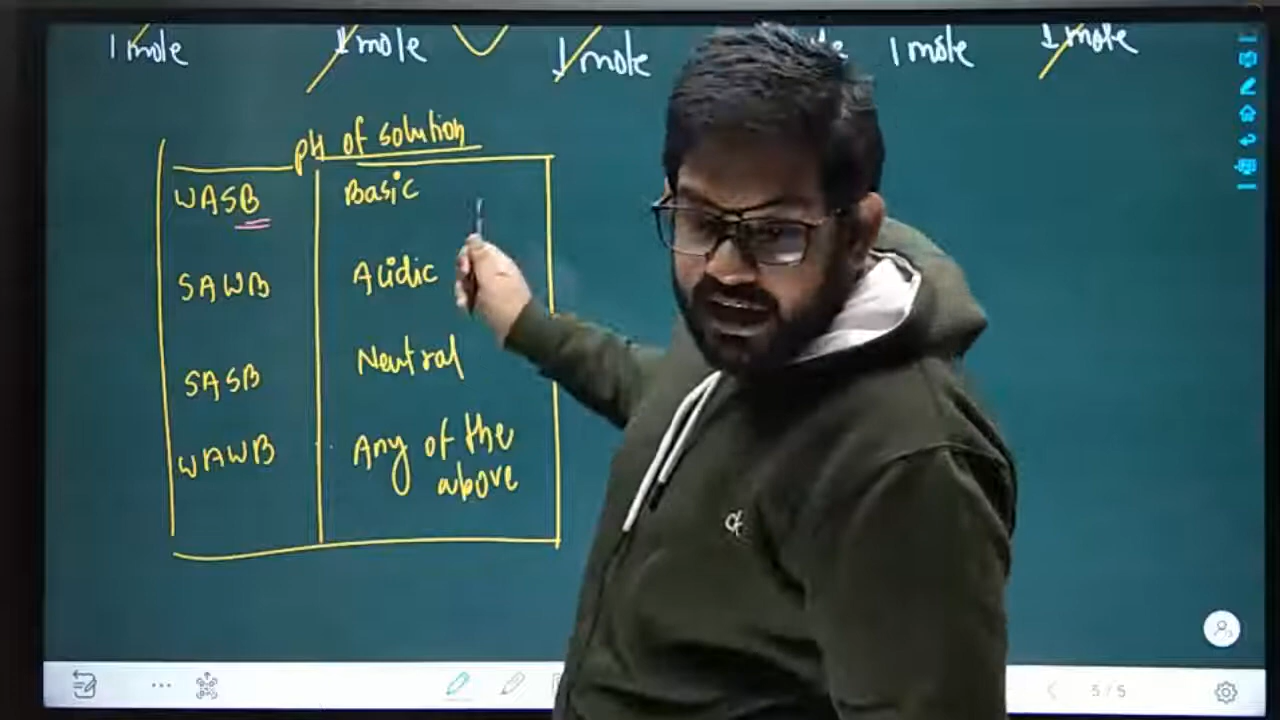 1 mole 1 mole 1 mole 1 mole 1 mole
pH of solution
WASB Basic
SAWB Acidic
SASB Neutral
WAWB Any of the
above
ck
5/5